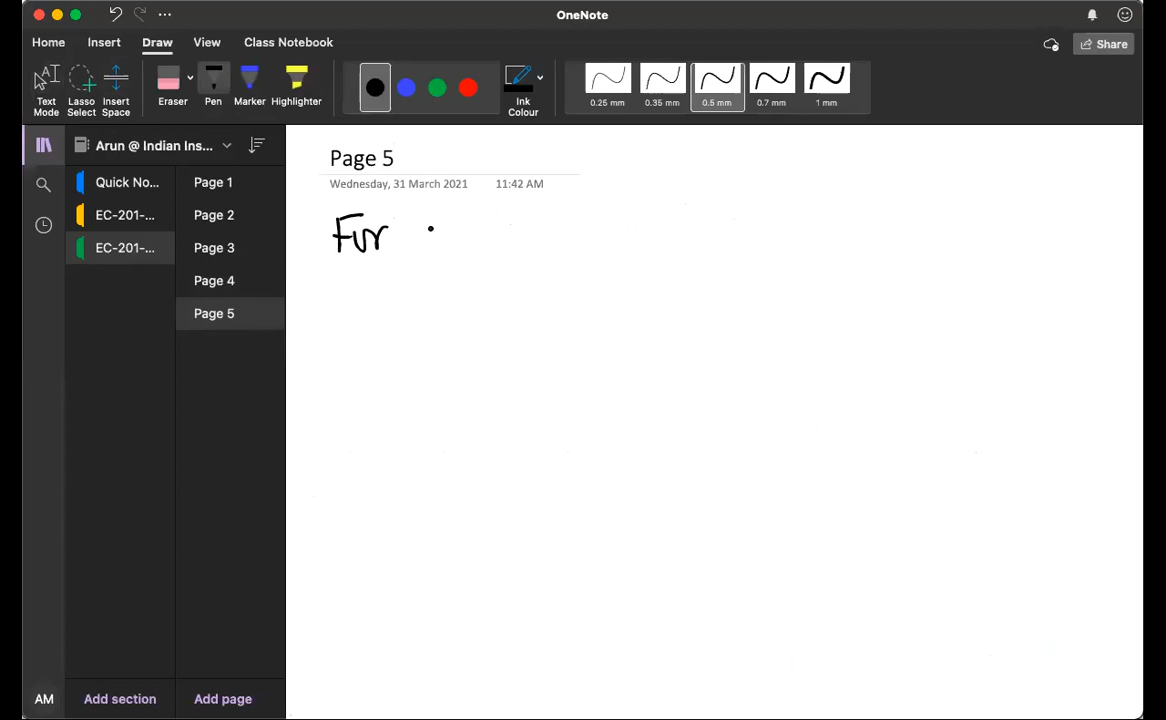 OneNote
Home Insert Draw View Class Notebook
Share
Text Mode
Lasso Select
Insert Space
Eraser
Pen
Marker
Highlighter
Ink Colour
0.25 mm
0.35 mm
0.5 mm
0.7 mm
1 mm
Arun @ Indian Ins...
Quick No...
EC-201-...
EC-201-...
Page 1
Page 2
Page 3
Page 4
Page 5
Page 5
Wednesday, 31 March 2021 11:42 AM
For
AM
Add section
Add page